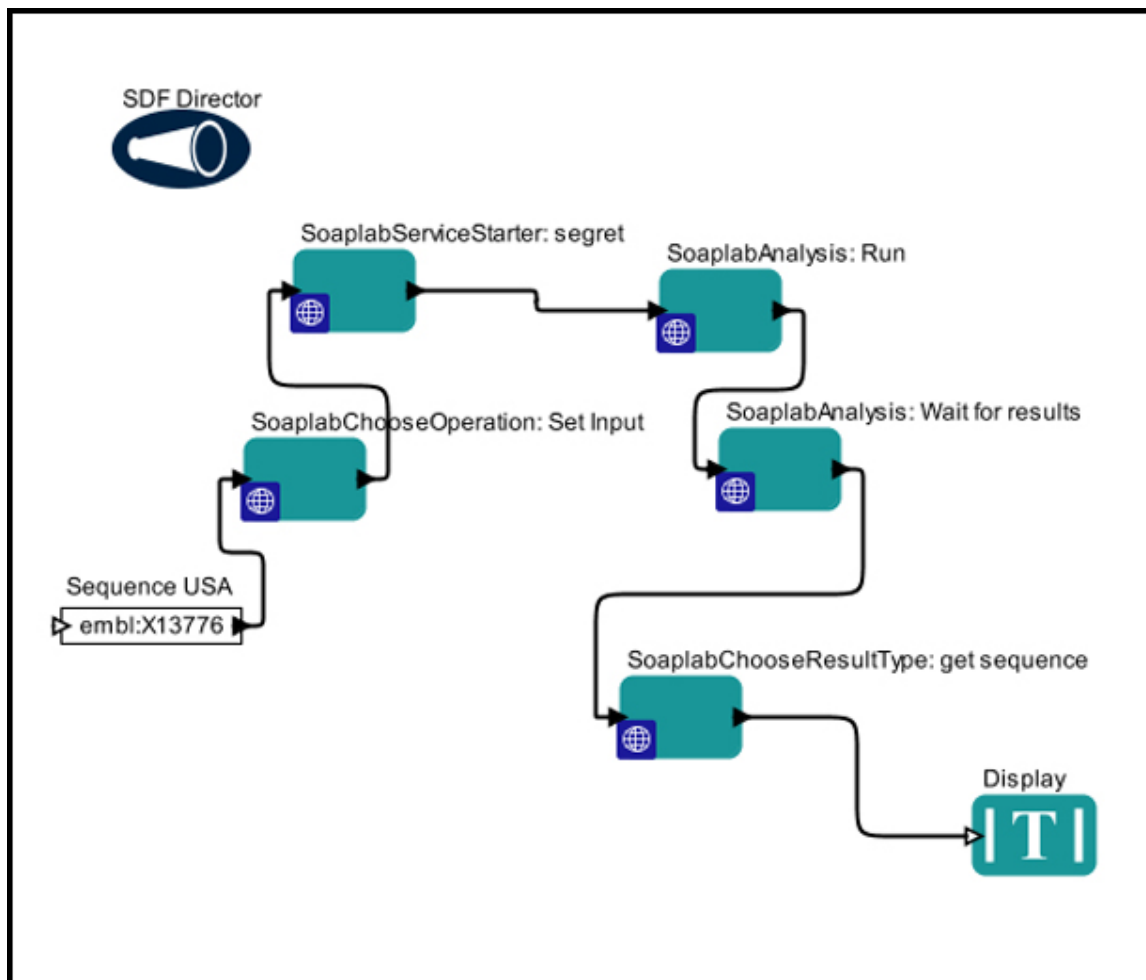 SDF Director
SoaplabServiceStarter: segret
SoaplabAnalysis: Run
SoaplabChooseOperation: Set Input
SoaplabAnalysis: Wait for results
Sequence USA
embl:X13776
SoaplabChooseResultType: get sequence
Display
T